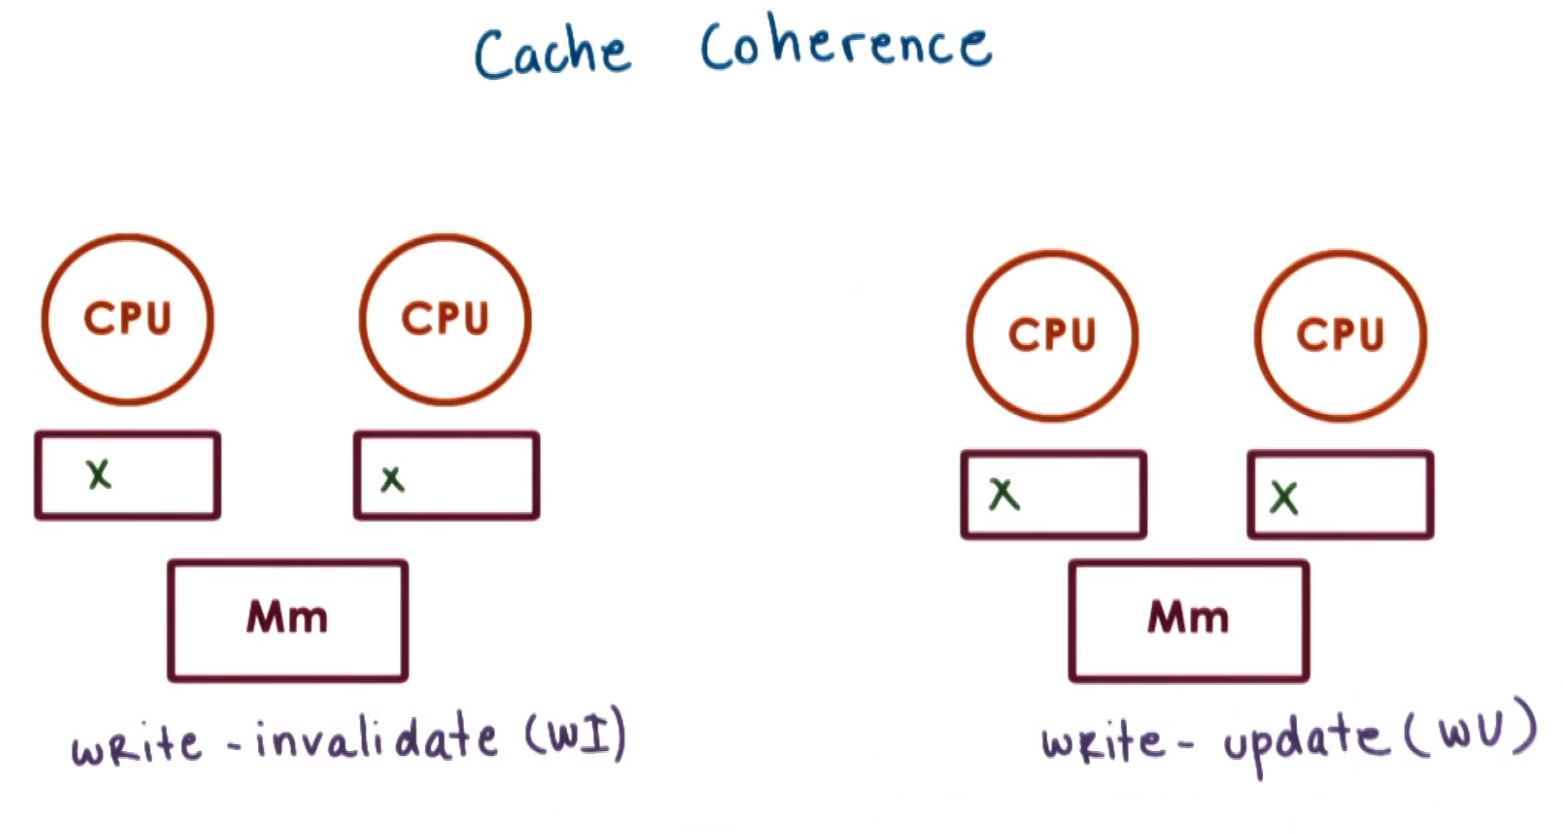 Cache Coherence
CPU CPU
CPU CPU
X x
X X
Mm
Mm
write-invalidate (WI)
write-update (WU)